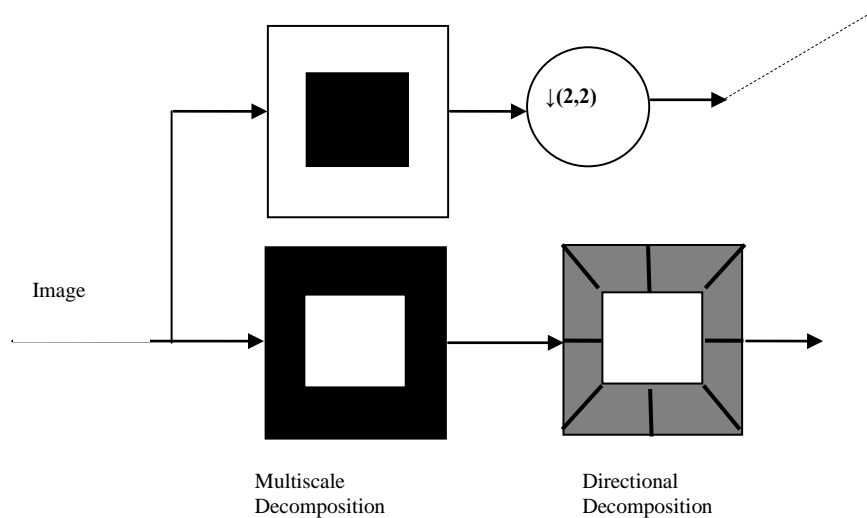 ↓(2,2)
Image
Multiscale
Decomposition
Directional
Decomposition